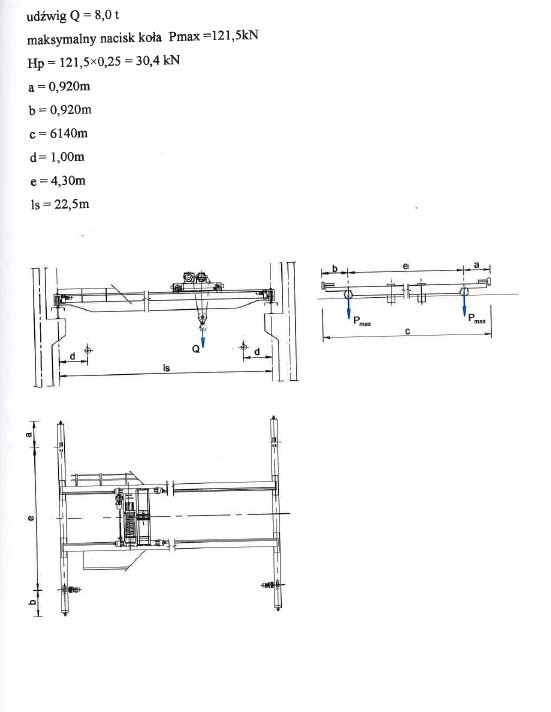 udźwig Q = 8,0 t
maksymalny nacisk koła Pmax =121,5kN
Hp = 121,5×0,25 = 30,4 kN
a = 0,920m
b = 0,920m
c = 6140m
d = 1,00m
e = 4,30m
ls = 22,5m
b e a
Pmax Pmax
c
Q
d d
ls
a
e
b